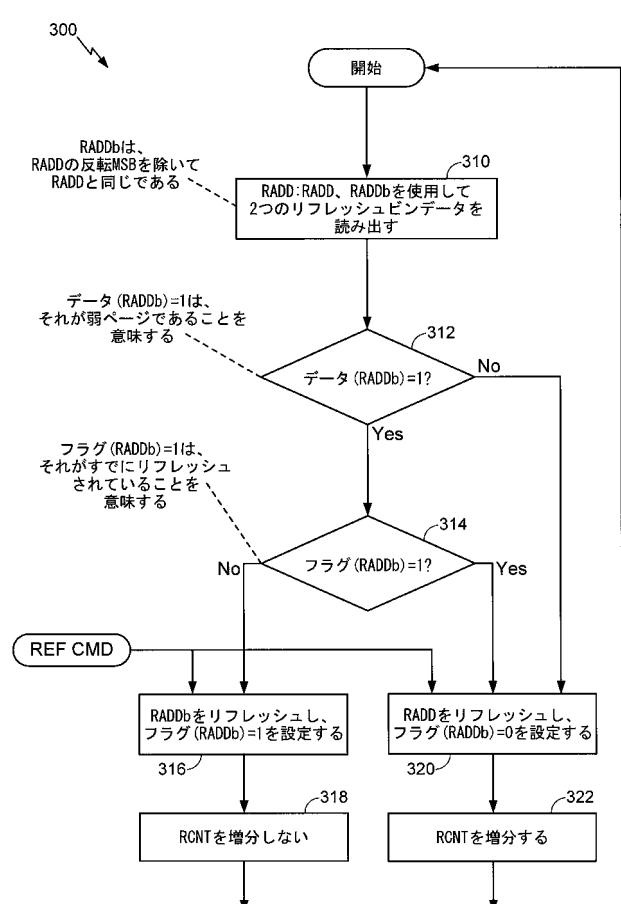 300
開始
RADDbは、
RADDの反転MSBを除いて
RADDと同じである
310
RADD:RADD、RADDbを使用して
2つのリフレッシュビンデータを
読み出す
データ(RADDb)=1は、
それが弱ページであることを
意味する
312
データ(RADDb)=1?
No
Yes
フラグ(RADDb)=1は、
それがすでにリフレッシュ
されていることを
意味する
314
フラグ(RADDb)=1?
No
Yes
REF CMD
RADDbをリフレッシュし、
フラグ(RADDb)=1を設定する
316
RADDをリフレッシュし、
フラグ(RADDb)=0を設定する
320
318
RCNTを増分しない
322
RCNTを増分する